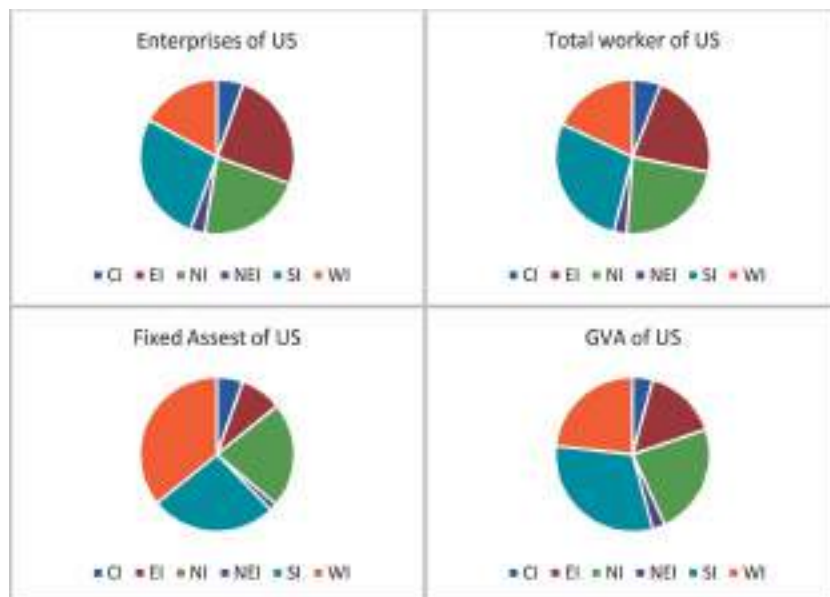 Enterprises of US
CI EI NI NEI SI WI
Total worker of US
CI EI NI NEI SI WI
Fixed Assest of US
CI EI NI NEI SI WI
GVA of US
CI EI NI NEI SI WI